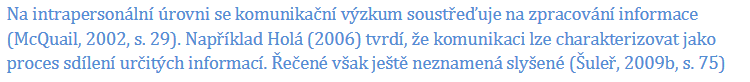 Na intrapersonální úrovni se komunikační výzkum soustřeďuje na zpracování informace
(McQuail, 2002, s. 29). Například Holá (2006) tvrdí, že komunikaci lze charakterizovat jako
proces sdílení určitých informací. Řečené však ještě neznamená slyšené (Šuleř, 2009b, s. 75)